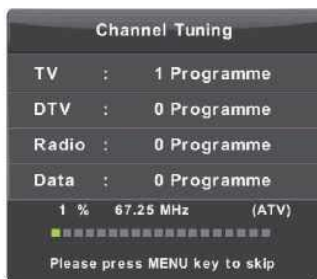 Channel Tuning
TV : 1 Programme
DTV : 0 Programme
Radio : 0 Programme
Data : 0 Programme
1 % 67.25 MHz (ATV)
Please press MENU key to skip